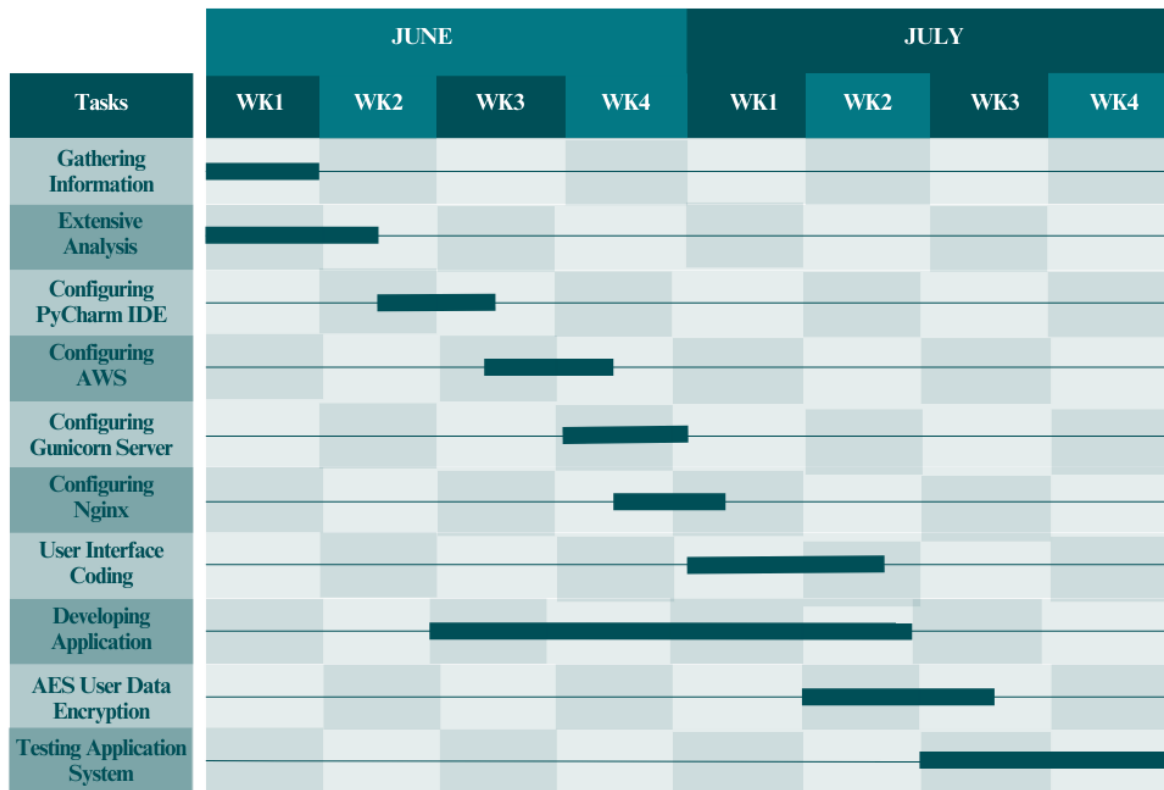 JUNE JULY
Tasks WK1 WK2 WK3 WK4 WK1 WK2 WK3 WK4
Gathering
Information
Extensive
Analysis
Configuring
PyCharm IDE
Configuring
AWS
Configuring
Gunicorn Server
Configuring
Nginx
User Interface
Coding
Developing
Application
AES User Data
Encryption
Testing Application
System